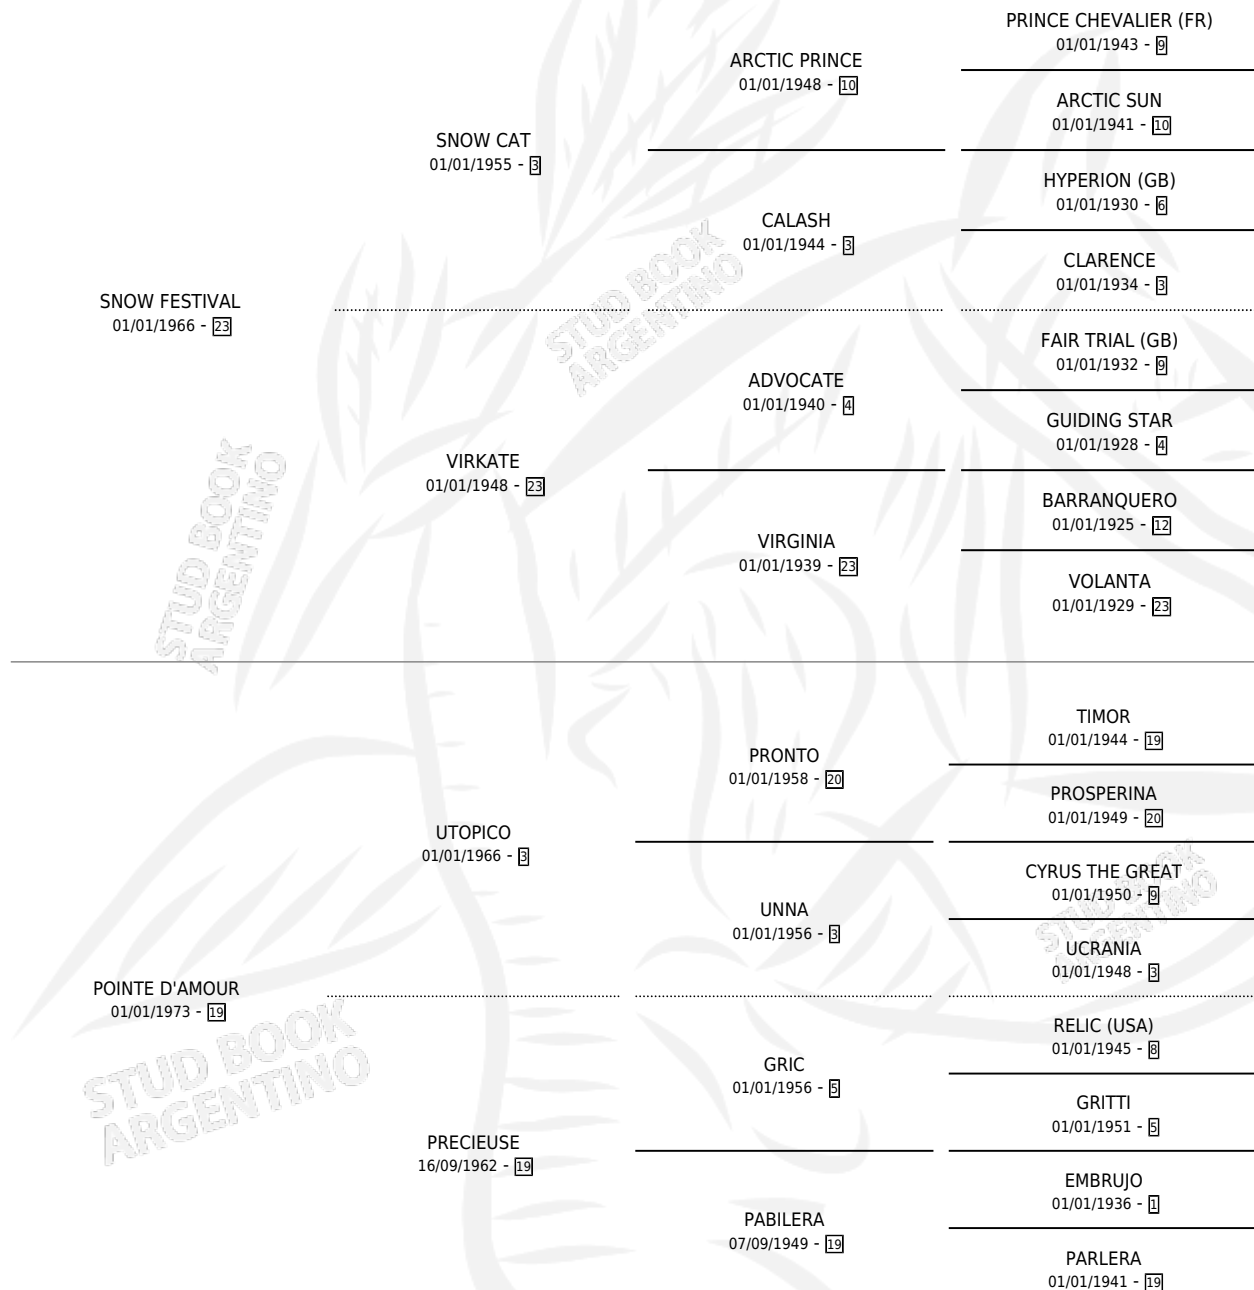 PRINCE CHEVALIER (FR)
01/01/1943 - 9
ARCTIC PRINCE
01/01/1948 - 10
ARCTIC SUN
01/01/1941 - 10
SNOW CAT
01/01/1955 - 3
HYPERION (GB)
01/01/1930 - 6
CALASH
01/01/1944 - 3
CLARENCE
01/01/1934 - 3
SNOW FESTIVAL
01/01/1966 - 23
FAIR TRIAL (GB)
01/01/1932 - 9
ADVOCATE
01/01/1940 - 4
GUIDING STAR
01/01/1928 - 4
VIRKATE
01/01/1948 - 23
BARRANQUERO
01/01/1925 - 12
VIRGINIA
01/01/1939 - 23
VOLANTA
01/01/1929 - 23
TIMOR
01/01/1944 - 19
PRONTO
01/01/1958 - 20
PROSPERINA
01/01/1949 - 20
UTOPICO
01/01/1966 - 3
CYRUS THE GREAT
01/01/1950 - 9
UNNA
01/01/1956 - 3
UCRANIA
01/01/1948 - 3
POINTE D'AMOUR
01/01/1973 - 19
RELIC (USA)
01/01/1945 - 8
GRIC
01/01/1956 - 5
GRITTI
01/01/1951 - 5
PRECIEUSE
16/09/1962 - 19
EMBRUJO
01/01/1936 - 1
PABILERA
07/09/1949 - 19
PARLERA
01/01/1941 - 19
STUD BOOK
ARGENTINO
STUD BOOK
ARGENTINO
STUD BOOK
ARGENTINO
STUD BOOK
ARGENTINO